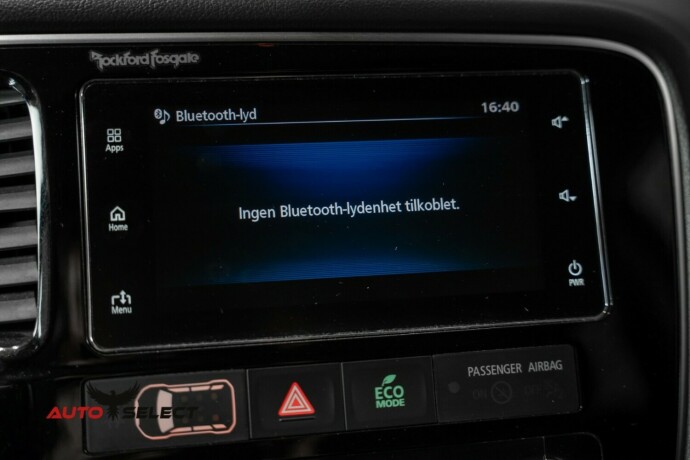 Rockford Fosgate
Bluetooth-lyd 16:40
Apps
Ingen Bluetooth-lydenhet tilkoblet.
Home
Menu
PWR
PASSENGER AIRBAG
ECO
MODE
AUTO SELECT